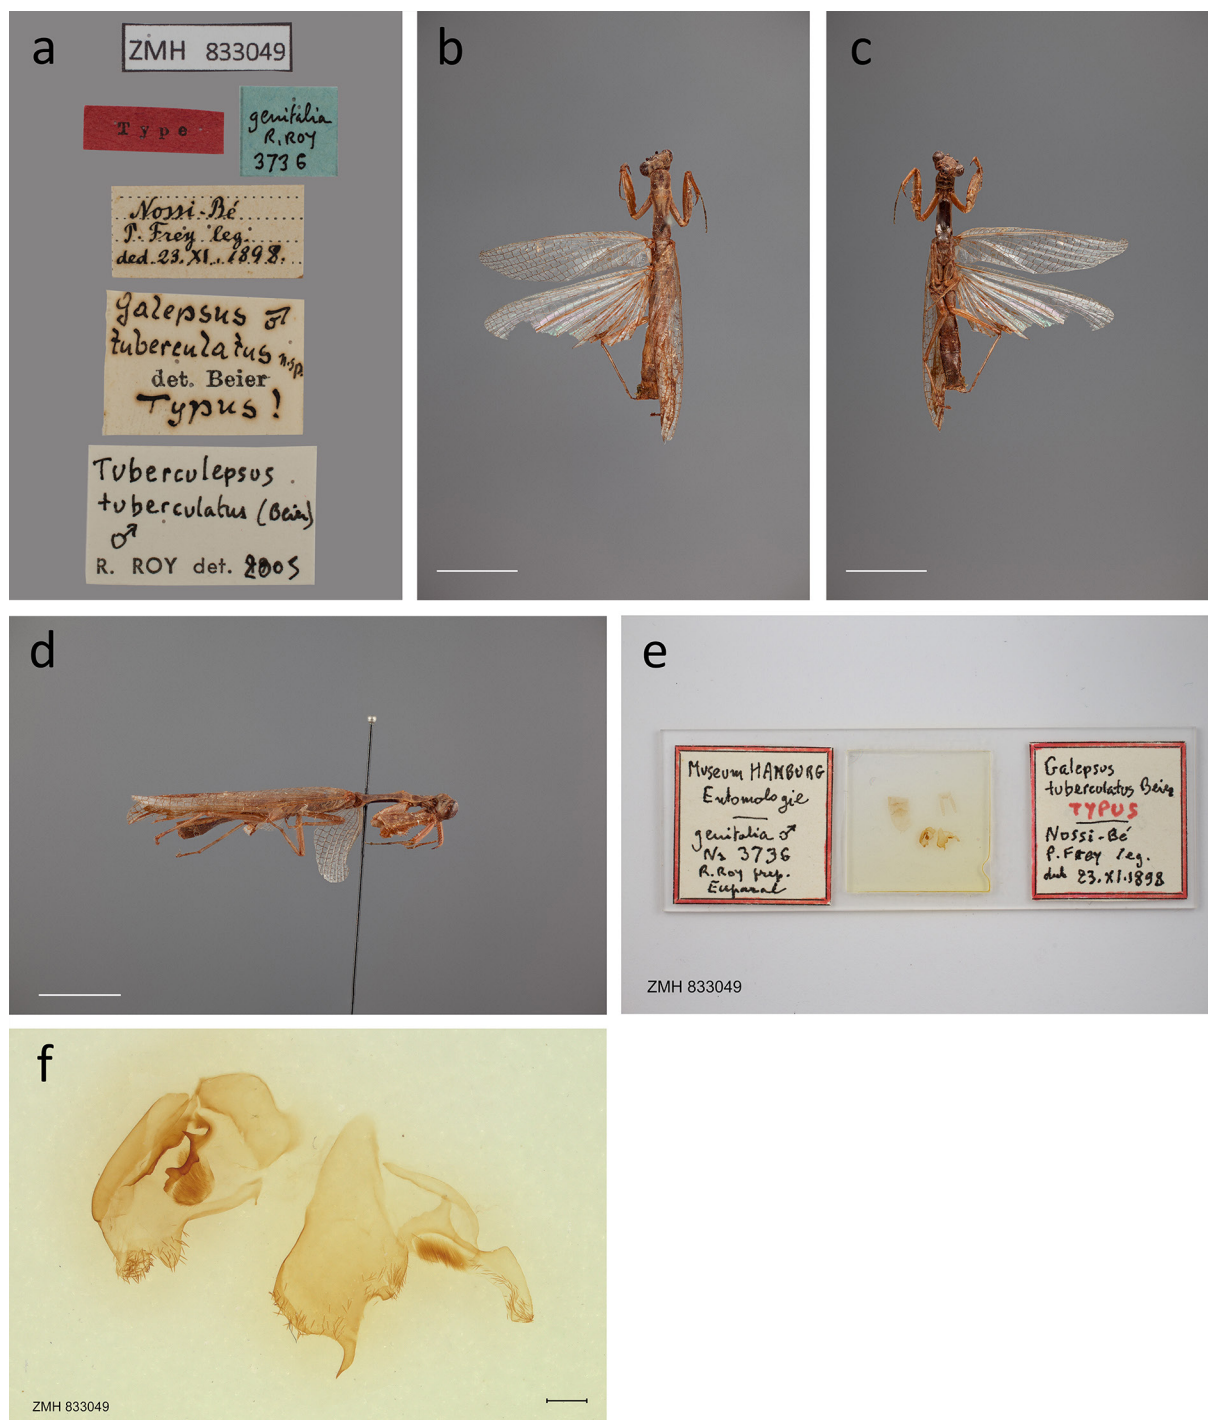 a
ZMH 833049
Type
genitalia
R. ROY
3736
Nossi-Bé
P. Frey leg.
ded. 23.XI.1898.
Galepsus ♂
tuberculatus n.sp.
det. Beier
Typus!
Tuberculepsus
tuberculatus (Beier)
♂
R. ROY det. 2005
b
c
d
e
Museum HAMBURG
Entomologie
genitalia ♂
No 3736
R. Roy prep.
Euparal
Galepsus
tuberculatus Beier
TYPUS
Nossi-Bé
P. Frey leg.
23.XI.1898
ZMH 833049
f
ZMH 833049